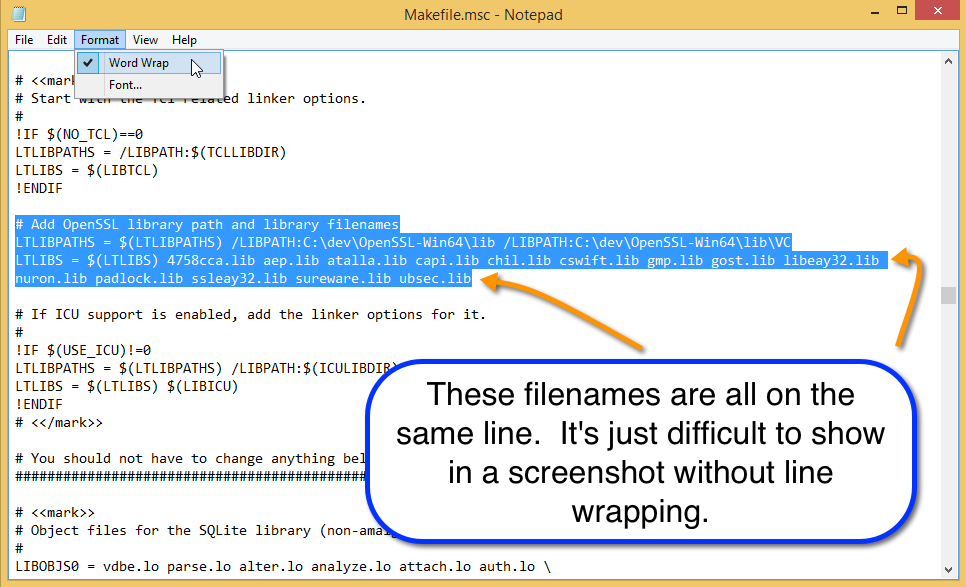 Makefile.msc - Notepad
File Edit Format View Help
Word Wrap
Font...
# <<mark
# Start with the Tcl related linker options.
#
!IF $(NO_TCL)==0
LTLIBPATHS = /LIBPATH:$(TCLLIBDIR)
LTLIBS = $(LIBTCL)
!ENDIF
# Add OpenSSL library path and library filenames
LTLIBPATHS = $(LTLIBPATHS) /LIBPATH:C:\dev\OpenSSL-Win64\lib /LIBPATH:C:\dev\OpenSSL-Win64\lib\VC
LTLIBS = $(LTLIBS) 4758cca.lib aep.lib atalla.lib capi.lib chil.lib cswift.lib gmp.lib gost.lib libeay32.lib
nuron.lib padlock.lib ssleay32.lib sureware.lib ubsec.lib
# If ICU support is enabled, add the linker options for it.
#
!IF $(USE_ICU)!=0
LTLIBPATHS = $(LTLIBPATHS) /LIBPATH:$(ICULIBDIR)
LTLIBS = $(LTLIBS) $(LIBICU)
!ENDIF
# <</mark>>
# You should not have to change anything bel
############################################
# <<mark>>
# Object files for the SQLite library (non-amalg
#
LIBOBJS0 = vdbe.lo parse.lo alter.lo analyze.lo attach.lo auth.lo \
These filenames are all on the
same line. It's just difficult to show
in a screenshot without line
wrapping.